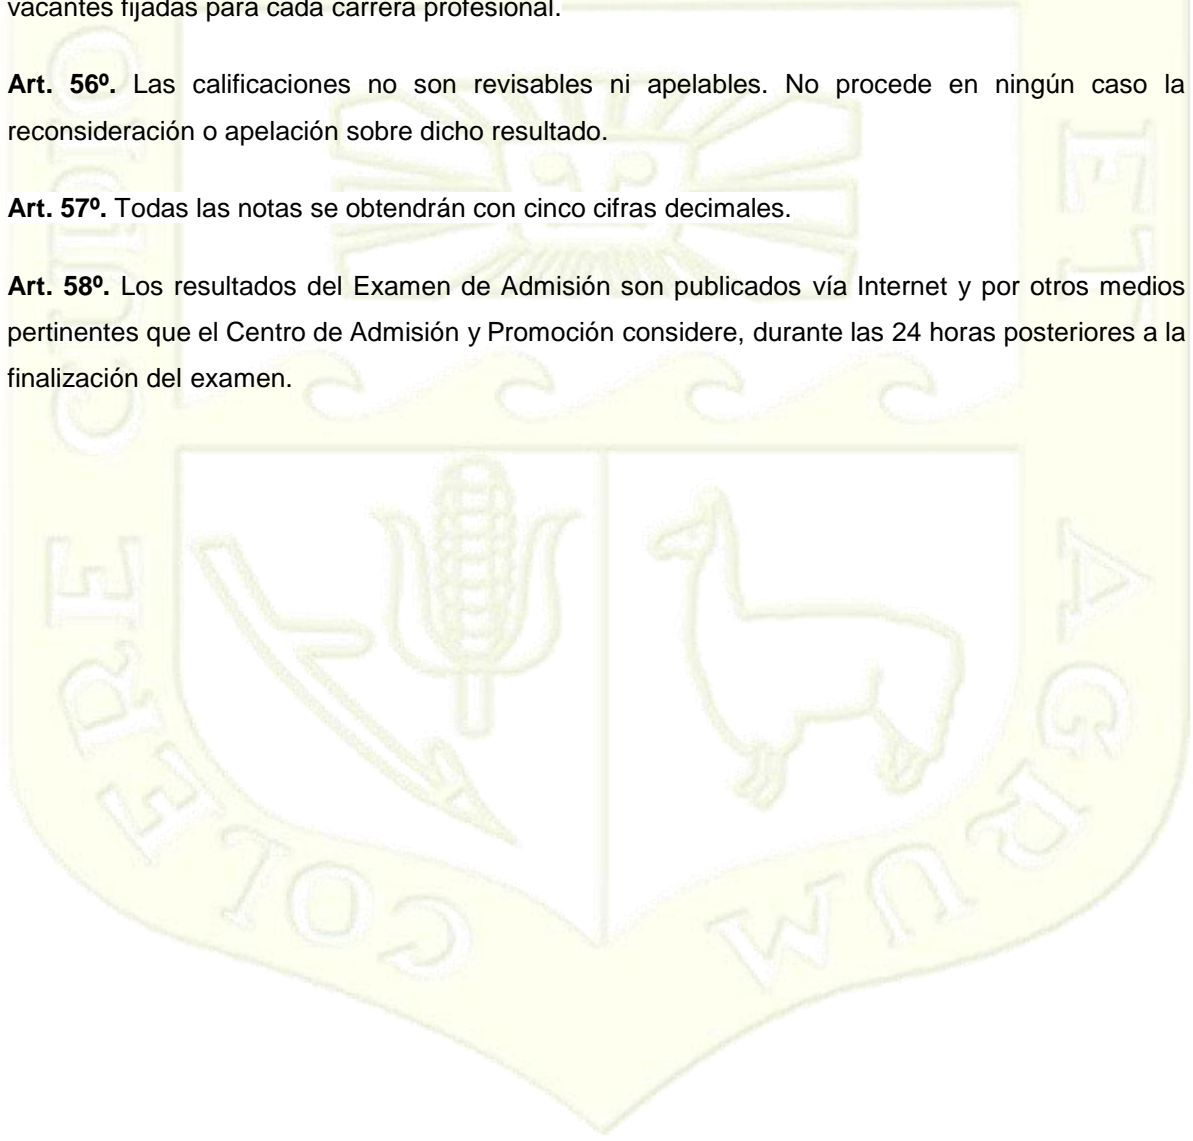 vacantes fijadas para cada carrera profesional.
Art. 56º. Las calificaciones no son revisables ni apelables. No procede en ningún caso la
reconsideración o apelación sobre dicho resultado.
Art. 57º. Todas las notas se obtendrán con cinco cifras decimales.
Art. 58º. Los resultados del Examen de Admisión son publicados vía Internet y por otros medios
pertinentes que el Centro de Admisión y Promoción considere, durante las 24 horas posteriores a la
finalización del examen.
COLERE
AGRUM
ET